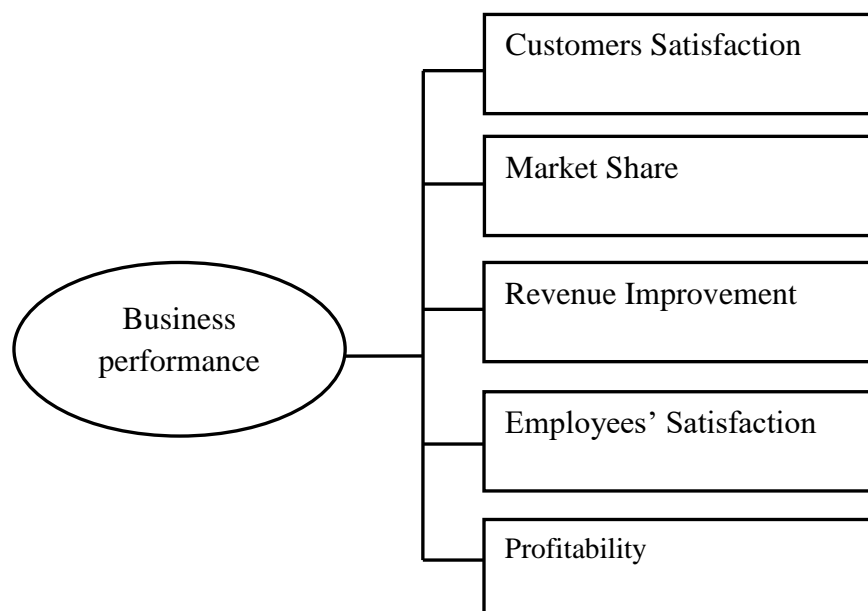 Customers Satisfaction
Market Share
Revenue Improvement
Business
performance
Employees’ Satisfaction
Profitability